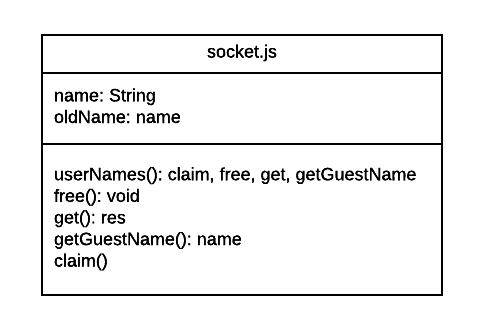 socket.js
name: String
oldName: name
userNames(): claim, free, get, getGuestName
free(): void
get(): res
getGuestName(): name
claim()